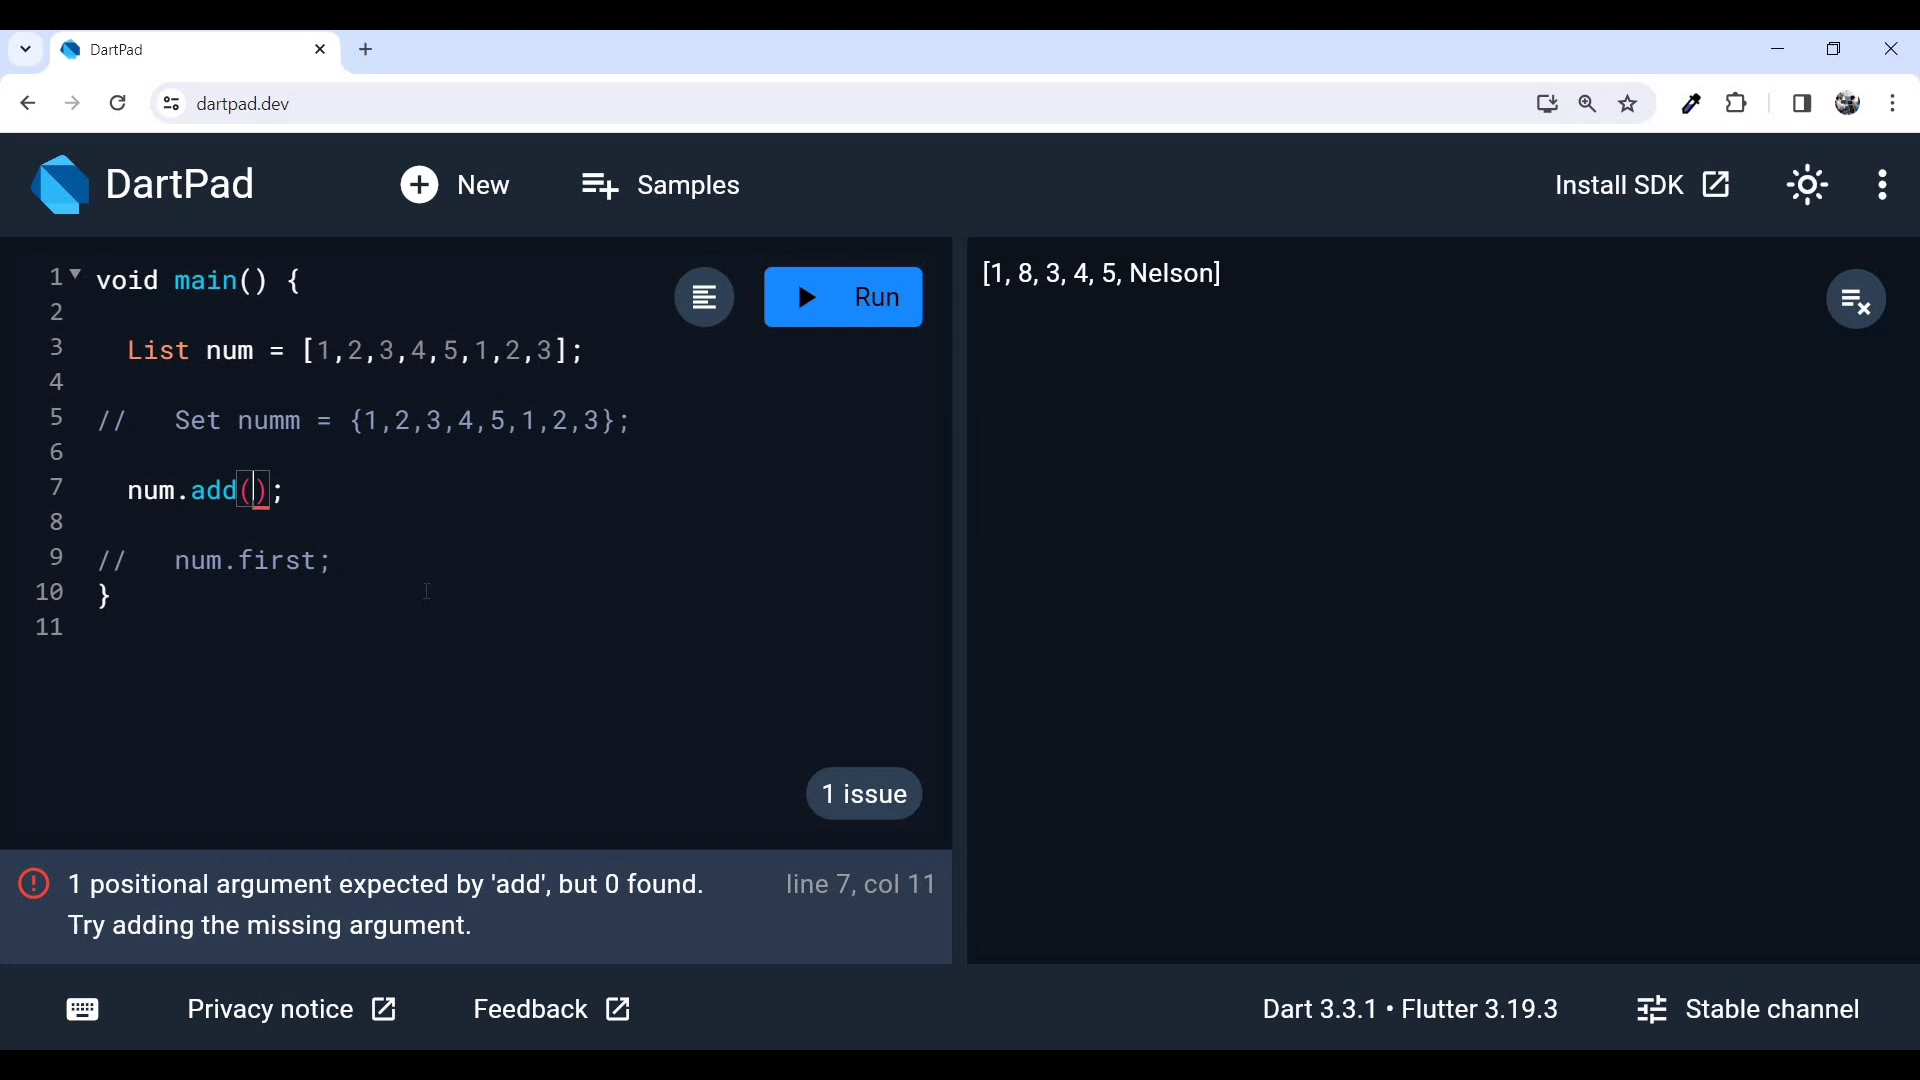 DartPad
dartpad.dev
DartPad
New
Samples
Install SDK
1 void main() {
2
3 List num = [1,2,3,4,5,1,2,3];
4
5 // Set numm = {1,2,3,4,5,1,2,3};
6
7 num.add();
8
9 // num.first;
10 }
11
Run
1 issue
1 positional argument expected by 'add', but 0 found. line 7, col 11
Try adding the missing argument.
[1, 8, 3, 4, 5, Nelson]
Privacy notice
Feedback
Dart 3.3.1 • Flutter 3.19.3
Stable channel